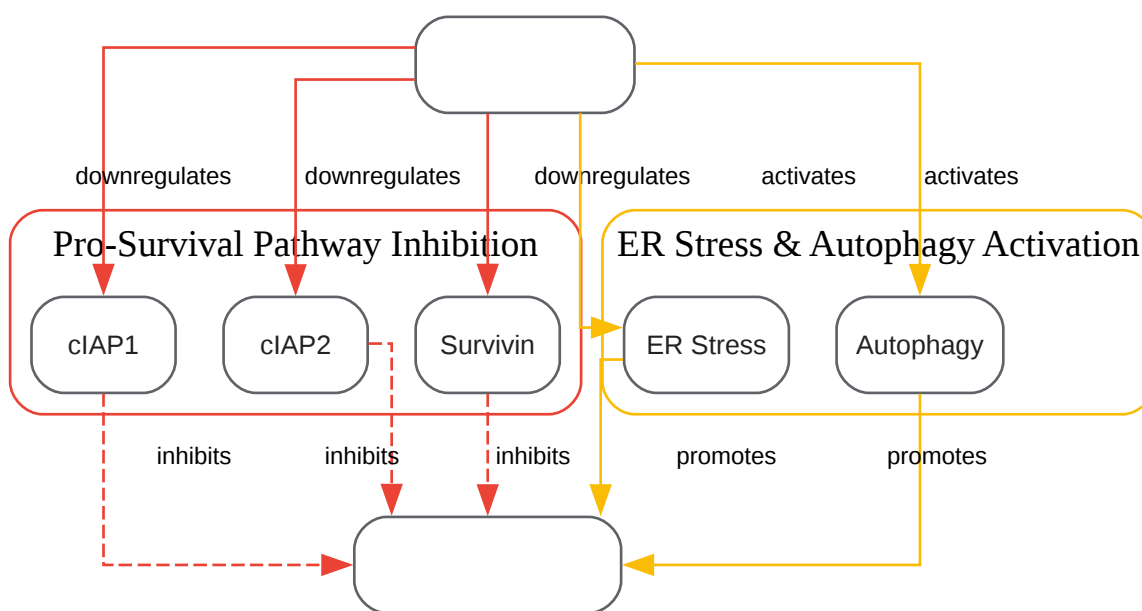 downregulates downregulates downregulates activates activates
Pro-Survival Pathway Inhibition ER Stress & Autophagy Activation
cIAP1 cIAP2 Survivin ER Stress Autophagy
inhibits inhibits inhibits promotes promotes